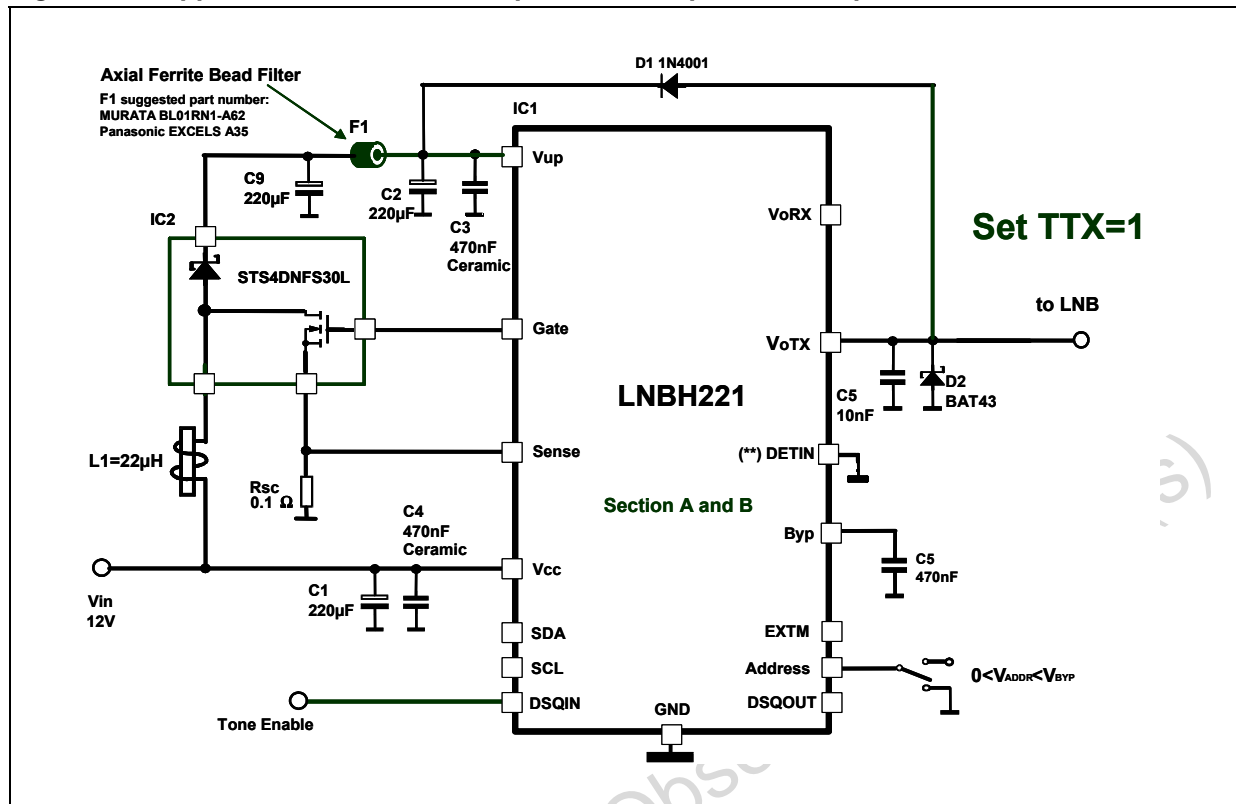 Axial Ferrite Bead Filter
F1 suggested part number:
MURATA BL01RN1-A62
Panasonic EXCELS A35
F1
D1 1N4001
IC1
Vup
C9
220µF
C2
220µF
C3
470nF
Ceramic
IC2
STS4DNFS30L
VoRX
Set TTX=1
to LNB
Gate
VoTX
LNBH221
C5
10nF
D2
BAT43
L1=22µH
Sense
(**) DETIN
Rsc
0.1 Ω
Section A and B
C4
470nF
Ceramic
Byp
C5
470nF
Vcc
Vin
12V
C1
220µF
SDA
EXTM
SCL
Address
0<VADDR<VBYP
DSQIN
DSQOUT
Tone Enable
GND